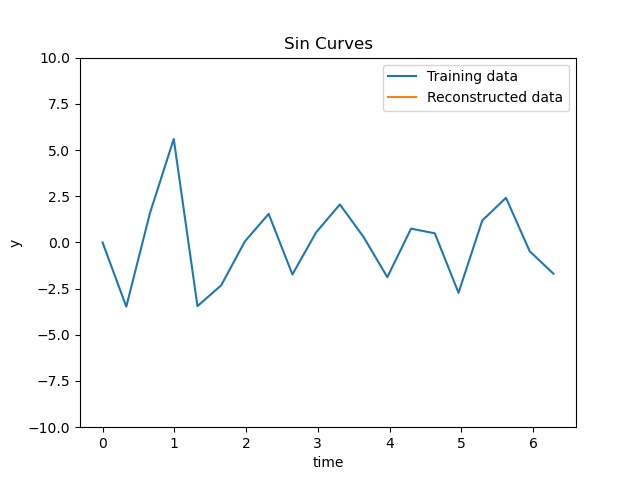 Sin Curves
Training data
Reconstructed data
10.0
7.5
5.0
2.5
0.0
−2.5
−5.0
−7.5
−10.0
y
0 1 2 3 4 5 6
time